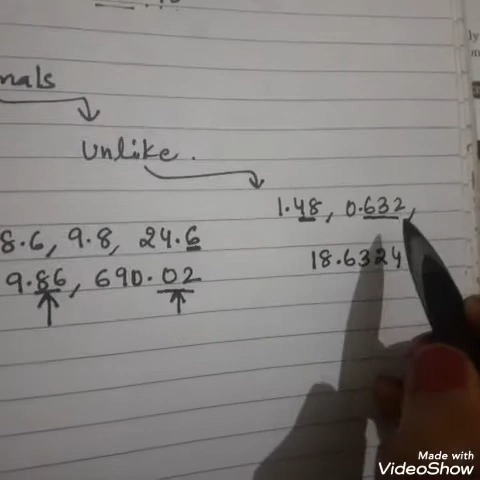 nals
Unlike.
1.48, 0.632,
18.6324
8.6, 9.8, 24.6
9.86, 690.02
Made with
VideoShow